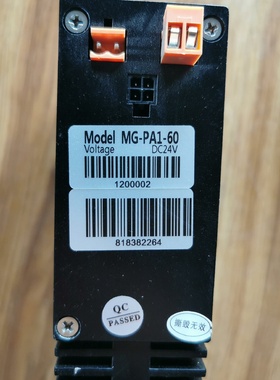 Model MG-PA1-60
Voltage DC24V
1200002
818382264
QC
PASSED
撕毁无效